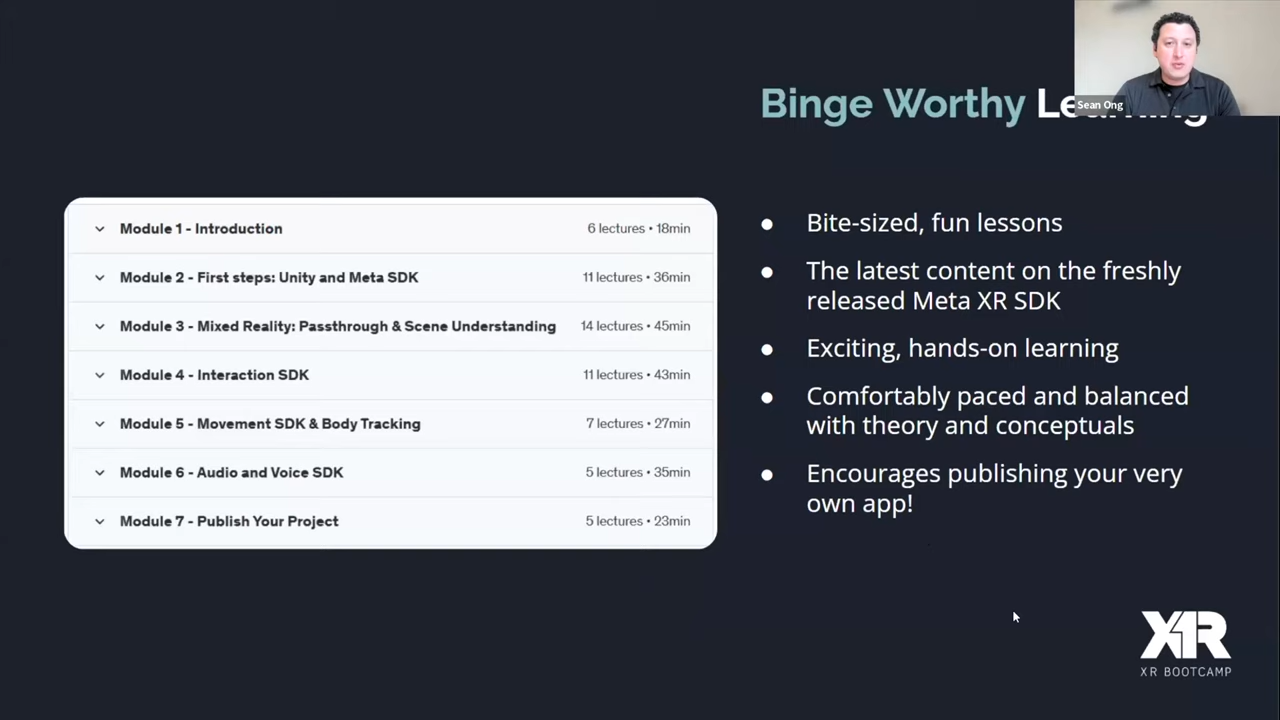 Binge Worthy Learning
Sean Ong
Module 1 - Introduction 6 lectures • 18min
Module 2 - First steps: Unity and Meta SDK 11 lectures • 36min
Module 3 - Mixed Reality: Passthrough & Scene Understanding 14 lectures • 45min
Module 4 - Interaction SDK 11 lectures • 43min
Module 5 - Movement SDK & Body Tracking 7 lectures • 27min
Module 6 - Audio and Voice SDK 5 lectures • 35min
Module 7 - Publish Your Project 5 lectures • 23min
● Bite-sized, fun lessons
● The latest content on the freshly
released Meta XR SDK
● Exciting, hands-on learning
● Comfortably paced and balanced
with theory and conceptuals
● Encourages publishing your very
own app!
XR
XR BOOTCAMP